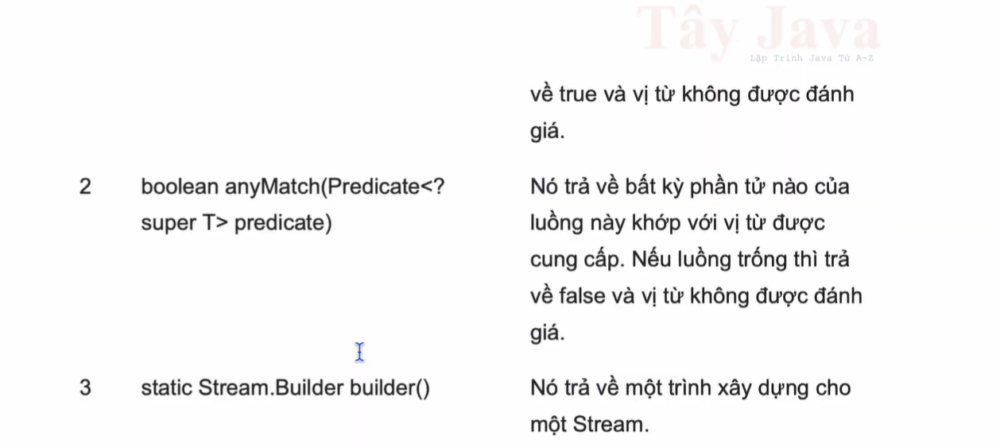 Tây Java
Lập Trình Java Từ A~Z
về true và vị từ không được đánh
giá.
2
boolean anyMatch(Predicate<?
super T> predicate)
Nó trả về bất kỳ phần tử nào của
luồng này khớp với vị từ được
cung cấp. Nếu luồng trống thì trả
về false và vị từ không được đánh
giá.
3
static Stream.Builder builder()
Nó trả về một trình xây dựng cho
một Stream.